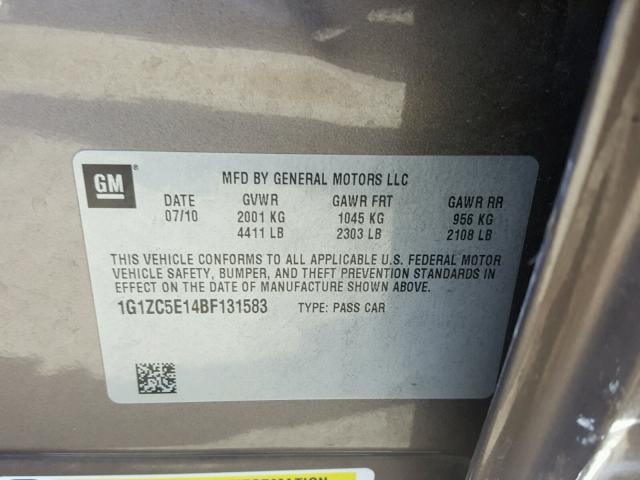 GM
MFD BY GENERAL MOTORS LLC
DATE GVWR GAWR FRT GAWR RR
07/10 2001 KG 1045 KG 956 KG
4411 LB 2303 LB 2108 LB
THIS VEHICLE CONFORMS TO ALL APPLICABLE U.S. FEDERAL MOTOR
VEHICLE SAFETY, BUMPER, AND THEFT PREVENTION STANDARDS IN
EFFECT ON THE DATE OF MANUFACTURE SHOWN ABOVE.
1G1ZC5E14BF131583 TYPE: PASS CAR
INFORMATION